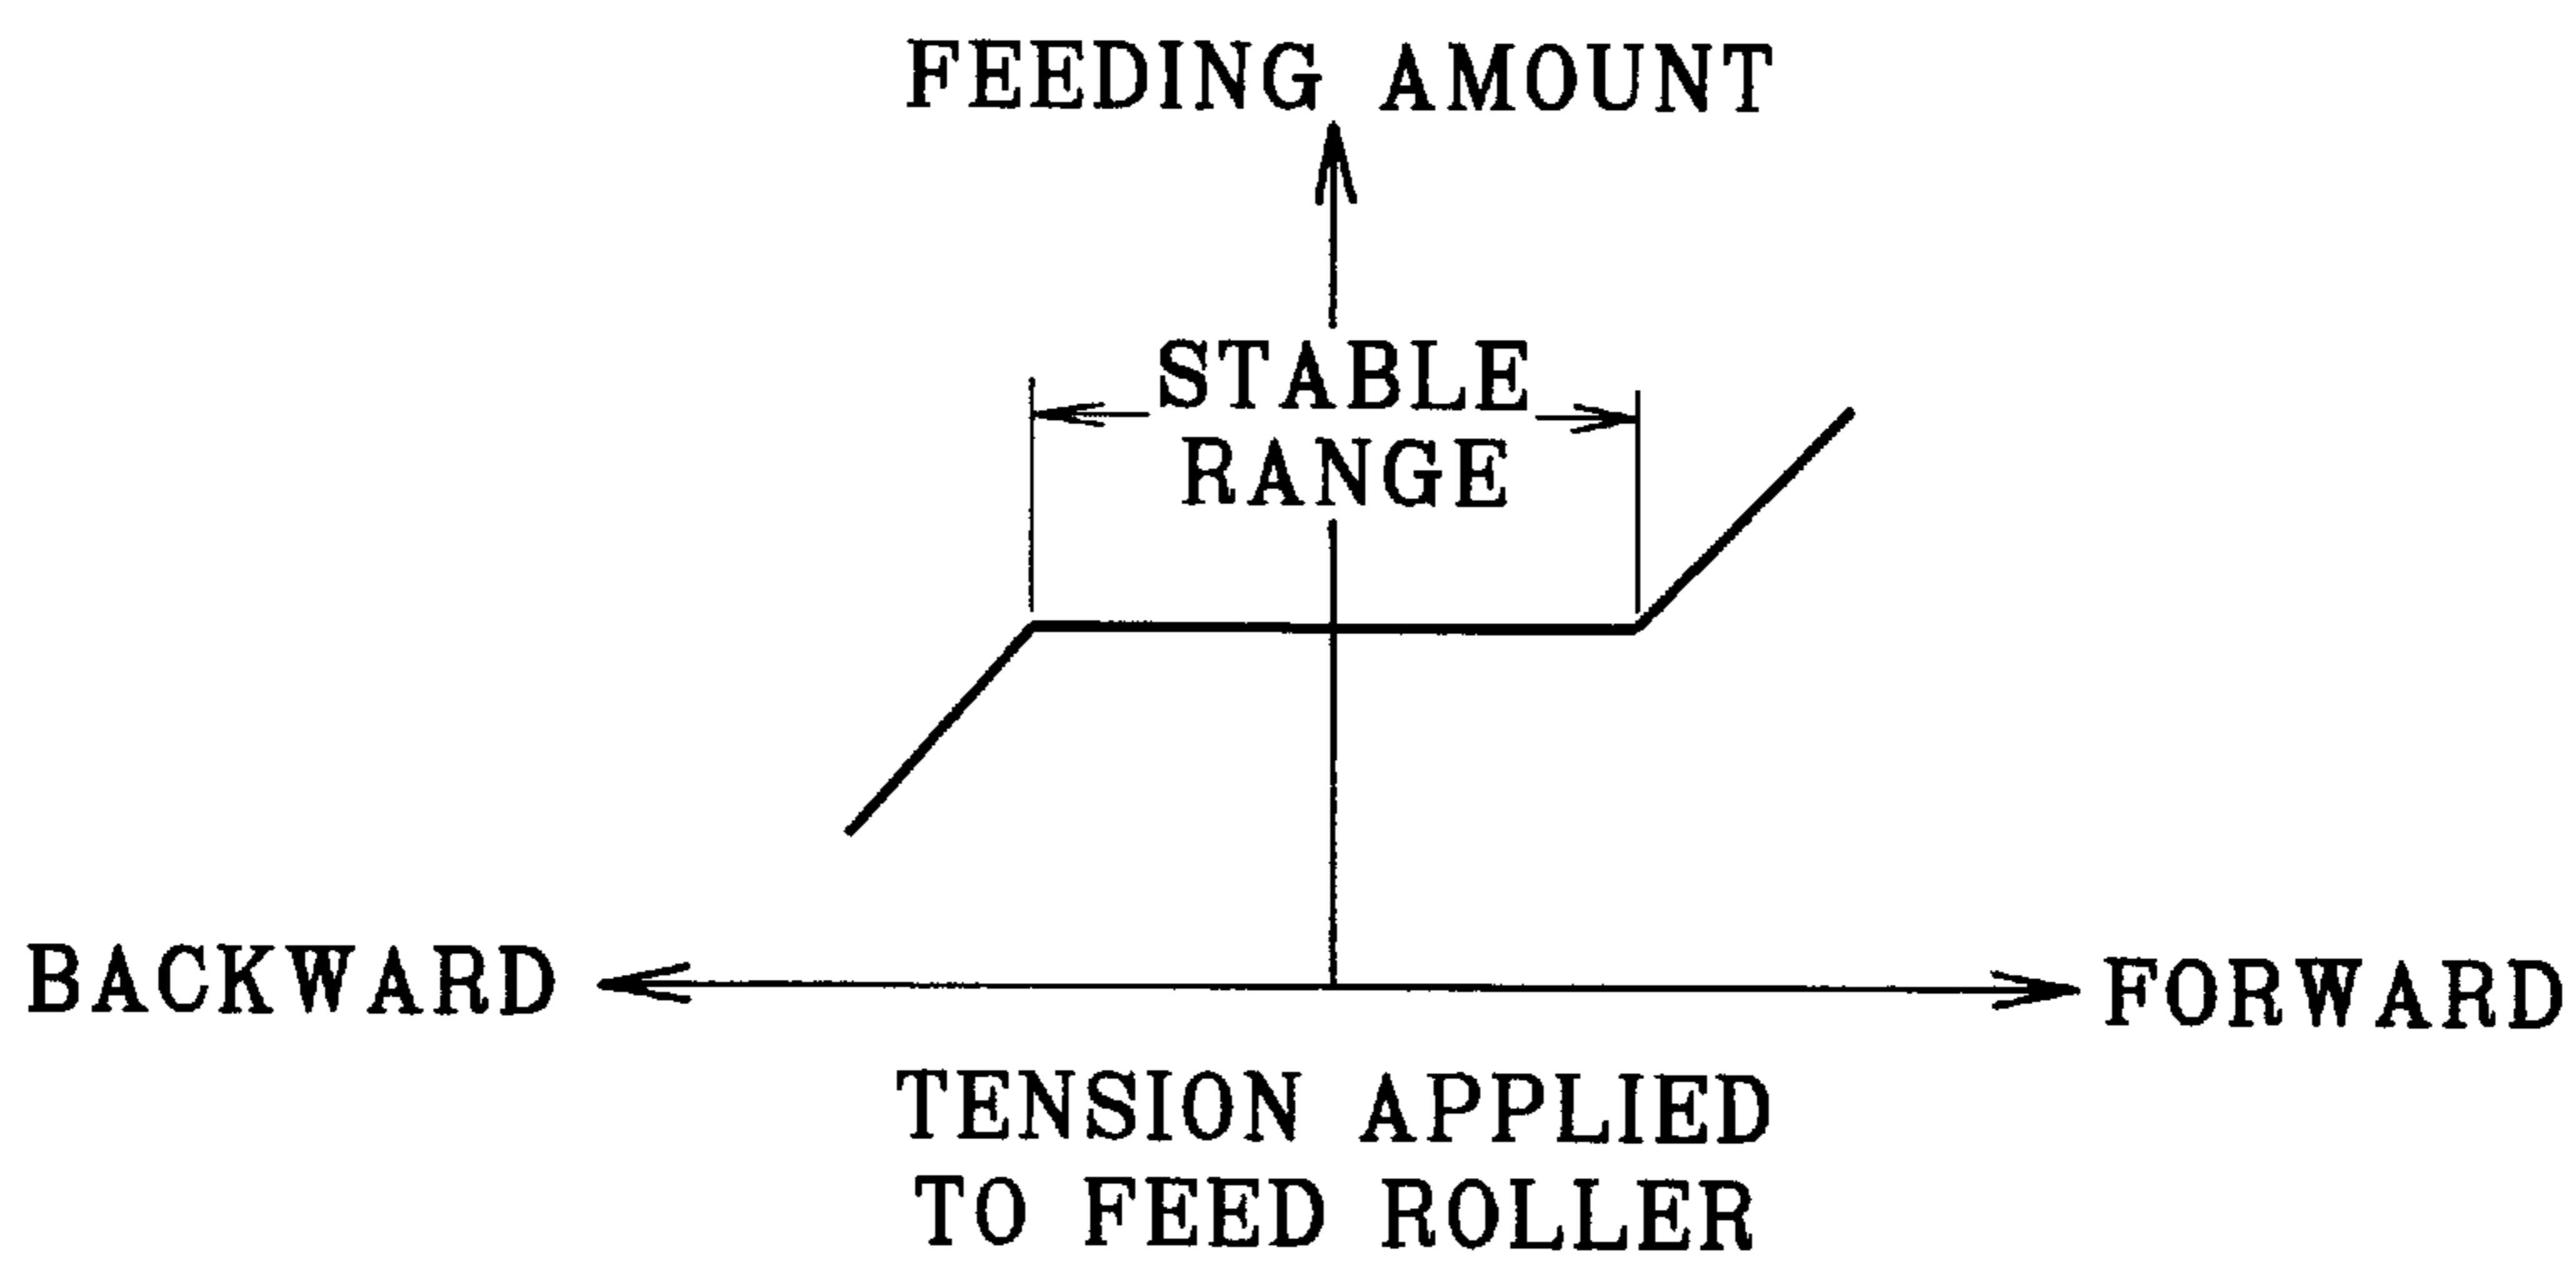 FEEDING AMOUNT
STABLE
RANGE
BACKWARD
FORWARD
TENSION APPLIED
TO FEED ROLLER